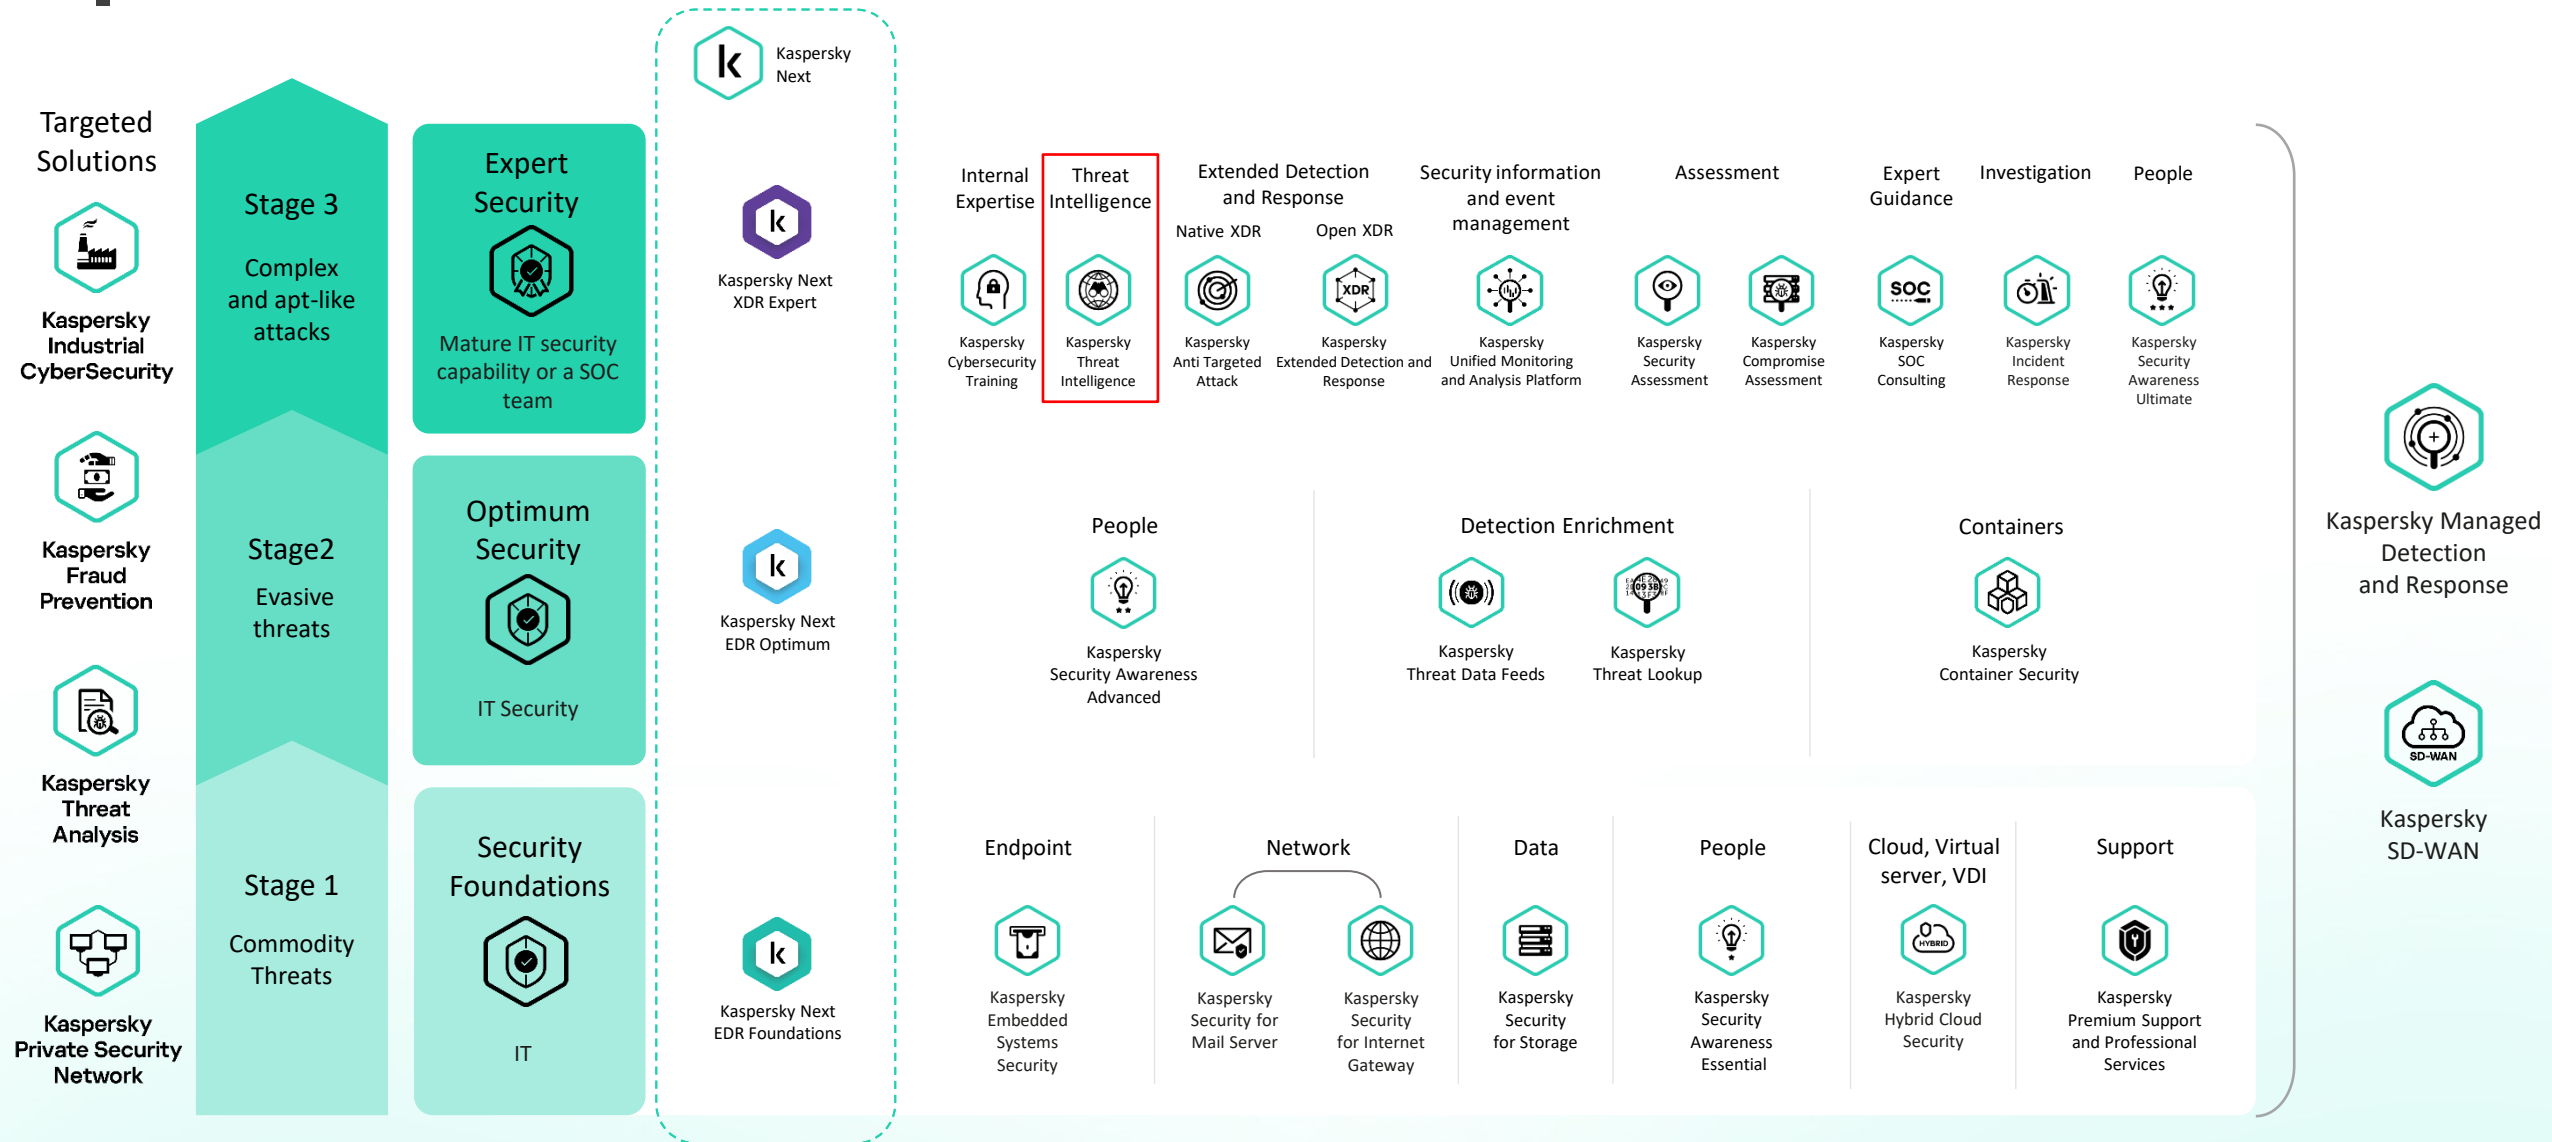 Targeted
Solutions
Kaspersky
Industrial
CyberSecurity
Kaspersky
Fraud
Prevention
Kaspersky
Threat
Analysis
Kaspersky
Private Security
Network
Stage 3
Complex
and apt-like
attacks
Stage2
Evasive
threats
Stage 1
Commodity
Threats
Expert
Security
Mature IT security
capability or a SOC
team
Optimum
Security
IT Security
Security
Foundations
IT
Kaspersky
Next
Kaspersky Next
XDR Expert
Kaspersky Next
EDR Optimum
Kaspersky Next
EDR Foundations
Internal
Expertise
Kaspersky
Cybersecurity
Training
Threat
Intelligence
Kaspersky
Threat
Intelligence
Extended Detection
and Response
Native XDR
Kaspersky
Anti Targeted
Attack
Open XDR
XDR
Kaspersky
Extended Detection and
Response
Security information
and event
management
Kaspersky
Unified Monitoring
and Analysis Platform
Assessment
Kaspersky
Security
Assessment
Kaspersky
Compromise
Assessment
Expert
Guidance
SOC
Kaspersky
SOC
Consulting
Investigation
Kaspersky
Incident
Response
People
Kaspersky
Security
Awareness
Ultimate
People
Kaspersky
Security Awareness
Advanced
Detection Enrichment
Kaspersky
Threat Data Feeds
093B
Kaspersky
Threat Lookup
Containers
Kaspersky
Container Security
Endpoint
Kaspersky
Embedded
Systems
Security
Network
Kaspersky
Security for
Mail Server
Kaspersky
Security
for Internet
Gateway
Data
Kaspersky
Security
for Storage
People
Kaspersky
Security
Awareness
Essential
Cloud, Virtual
server, VDI
HYBRID
Kaspersky
Hybrid Cloud
Security
Support
Kaspersky
Premium Support
and Professional
Services
Kaspersky Managed
Detection
and Response
SD-WAN
Kaspersky
SD-WAN